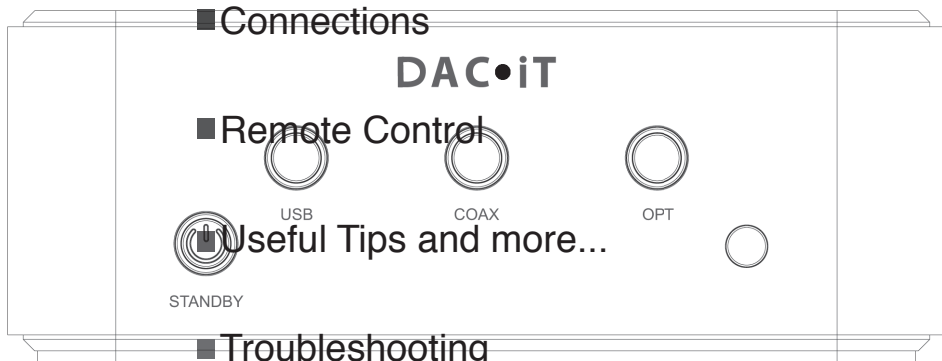 ■Connections
DAC•iT
■Remote Control
USB COAX OPT
■Useful Tips and more...
STANDBY
■Troubleshooting